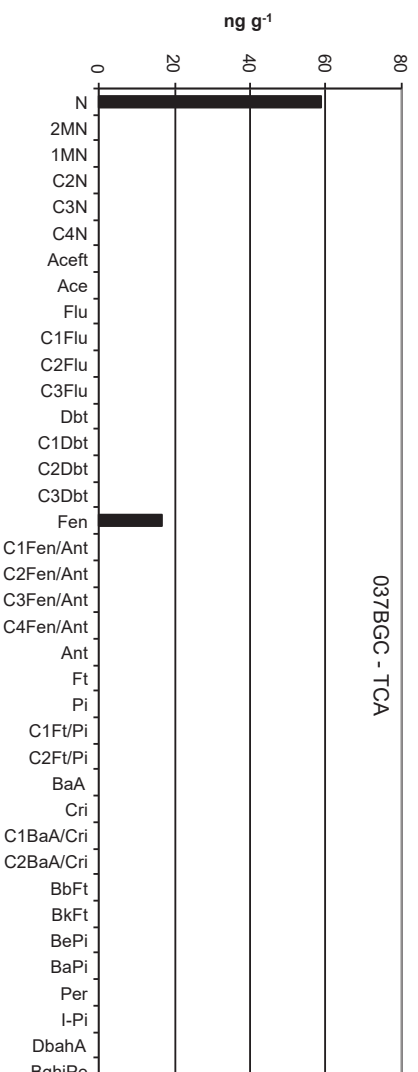 ng g-1
0
20
40
60
80
N
2MN
1MN
C2N
C3N
C4N
Aceft
Ace
Flu
C1Flu
C2Flu
C3Flu
Dbt
C1Dbt
C2Dbt
C3Dbt
Fen
C1Fen/Ant
C2Fen/Ant
C3Fen/Ant
C4Fen/Ant
Ant
Ft
Pi
C1Ft/Pi
C2Ft/Pi
BaA
Cri
C1BaA/Cri
C2BaA/Cri
BbFt
BkFt
BePi
BaPi
Per
I-Pi
DbahA
037BGC - TCA